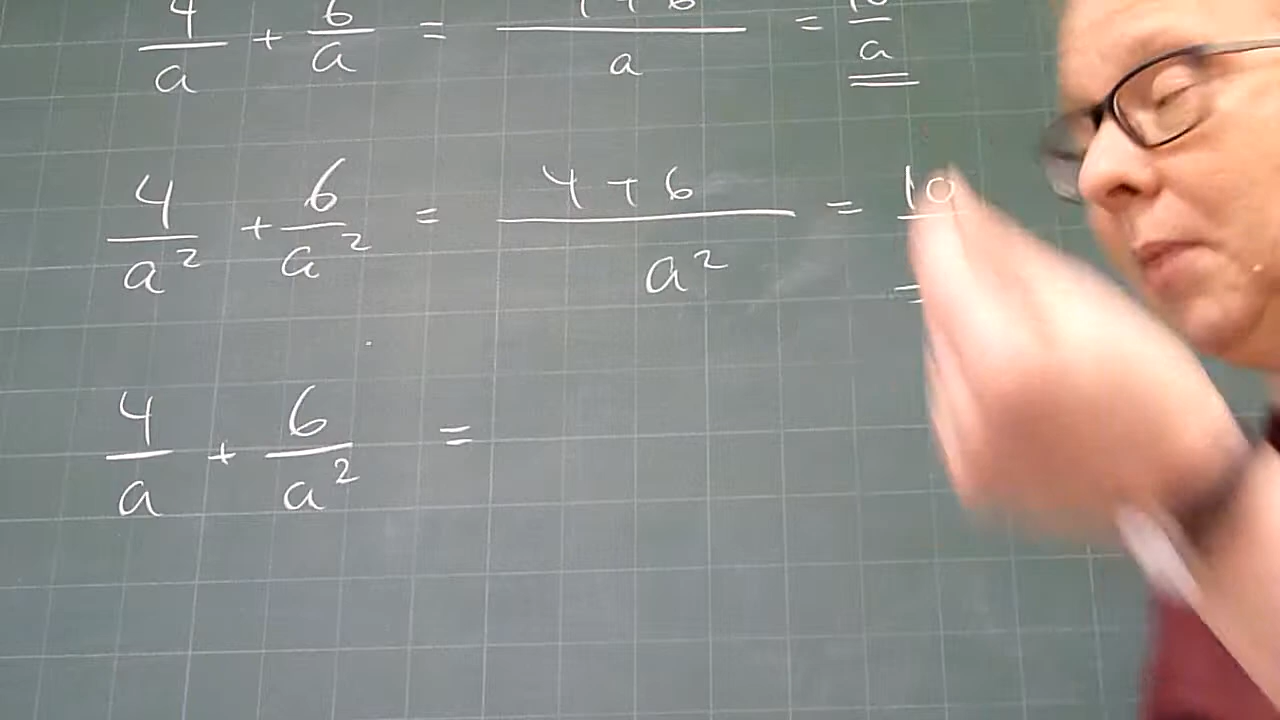 4/a + 6/a = 4+6/a = 10/a
4/a² + 6/a² = 4+6/a² = 10
4/a + 6/a² =